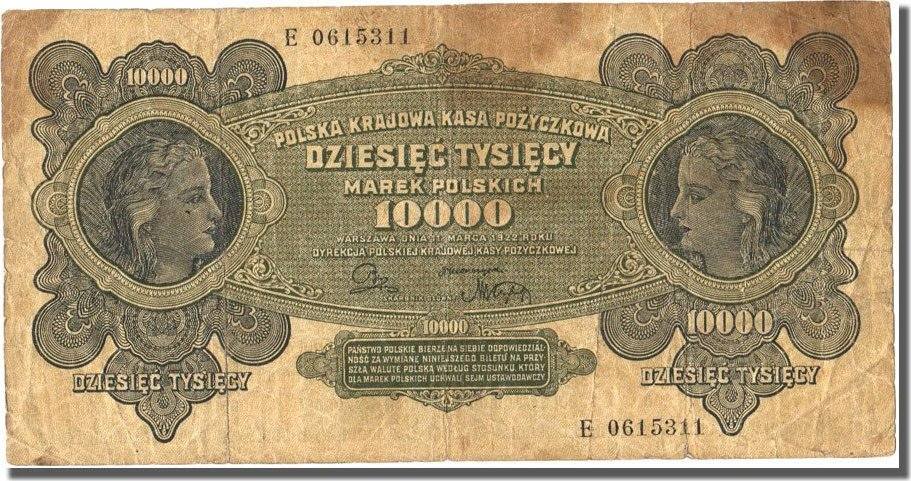 E 0615311
10000
POLSKA KRAJOWA KASA POŻYCZKOWA
DZIESIĘĆ TYSIĘCY
MAREK POLSKICH
10000
WARSZAWA DNIA 11. MARCA 1922 ROKU
DYREKCJA POLSKIEJ KRAJOWEJ KASY POŻYCZKOWEJ
10000
10000
PAŃSTWO POLSKIE BIERZE NA SIEBIE ODPOWIEDZIAL-
NOŚĆ ZA WYMIANĘ NINIEJSZEGO BILETU NA PRZY-
SZŁĄ WALUTĘ POLSKĄ WEDŁUG STOSUNKU, KTÓRY
DLA MAREK POLSKICH UCHWALI SEJM USTAWODAWCZY
DZIESIĘĆ TYSIĘCY
DZIESIĘĆ TYSIĘCY
E 0615311